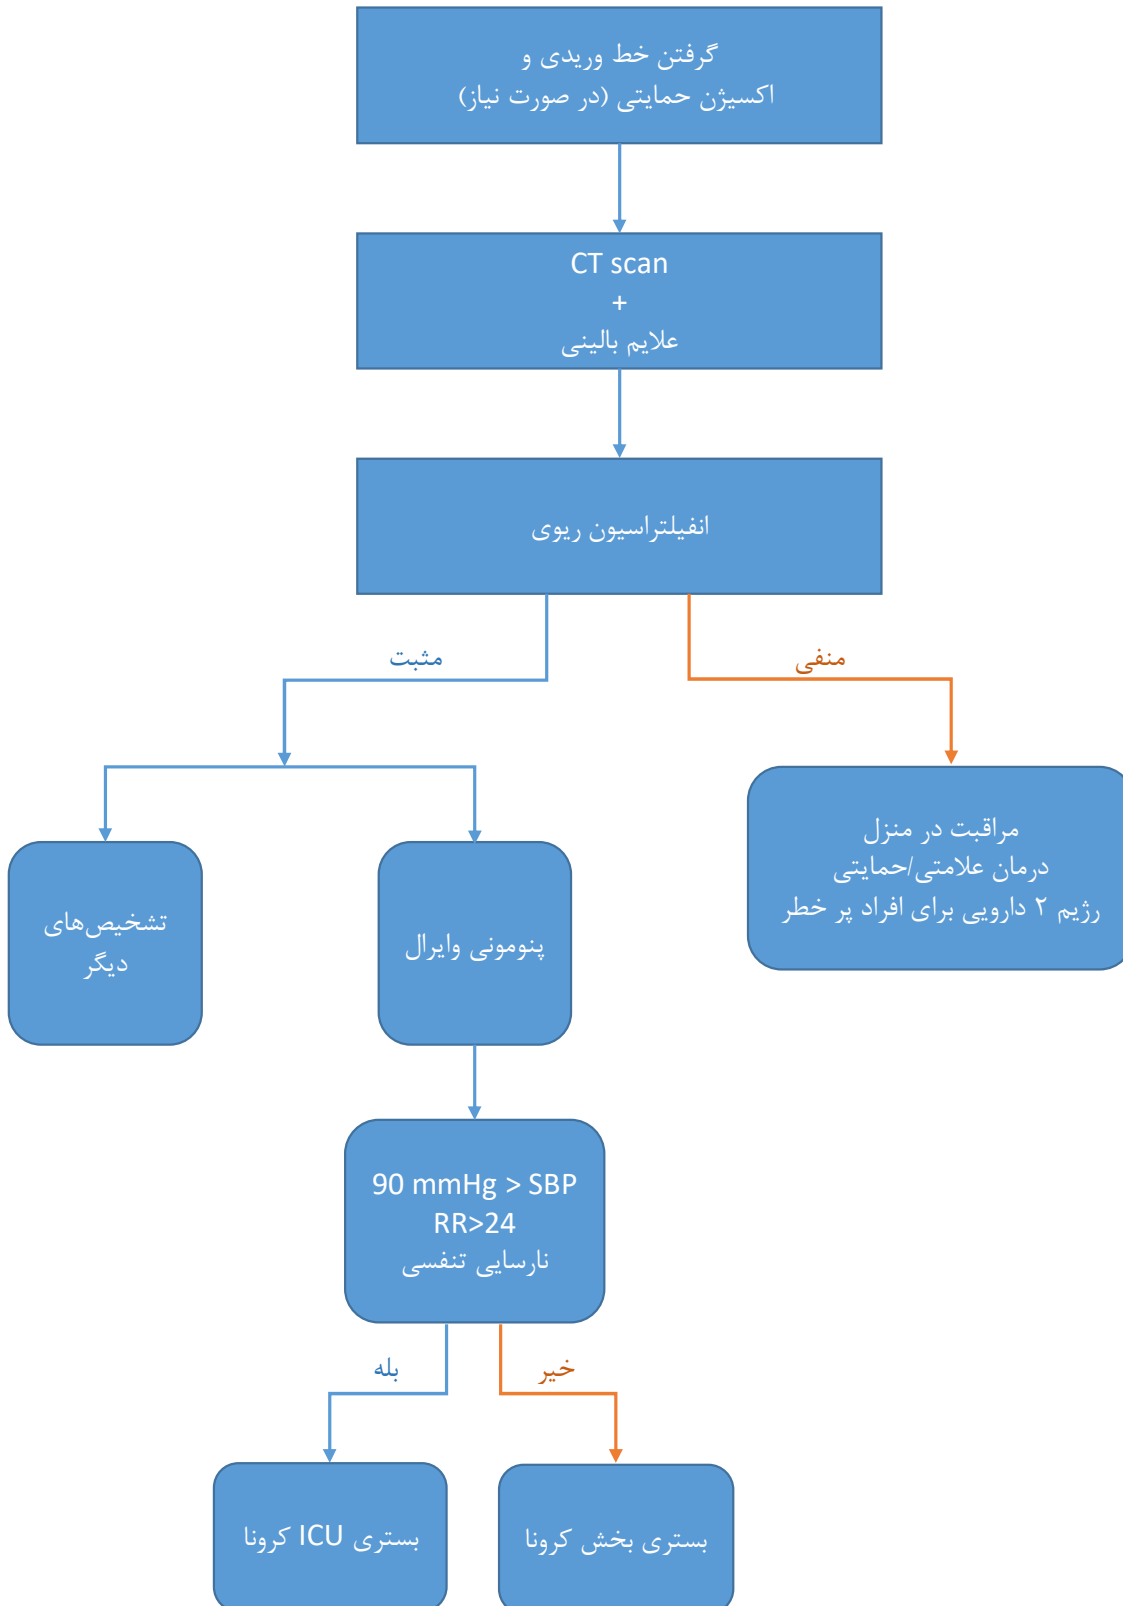 گرفتن خط وریدی و
اکسیژن حمایتی (در صورت نیاز)
CT scan
+
علایم بالینی
انفیلتراسیون ریوی
منفی
مثبت
مراقبت در منزل
درمان علامتی/حمایتی
رژیم ۲ دارویی برای افراد پر خطر
پنومونی وایرال
تشخیص‌های
دیگر
90 mmHg > SBP
RR>24
نارسایی تنفسی
خیر
بله
بستری بخش کرونا
بستری ICU کرونا